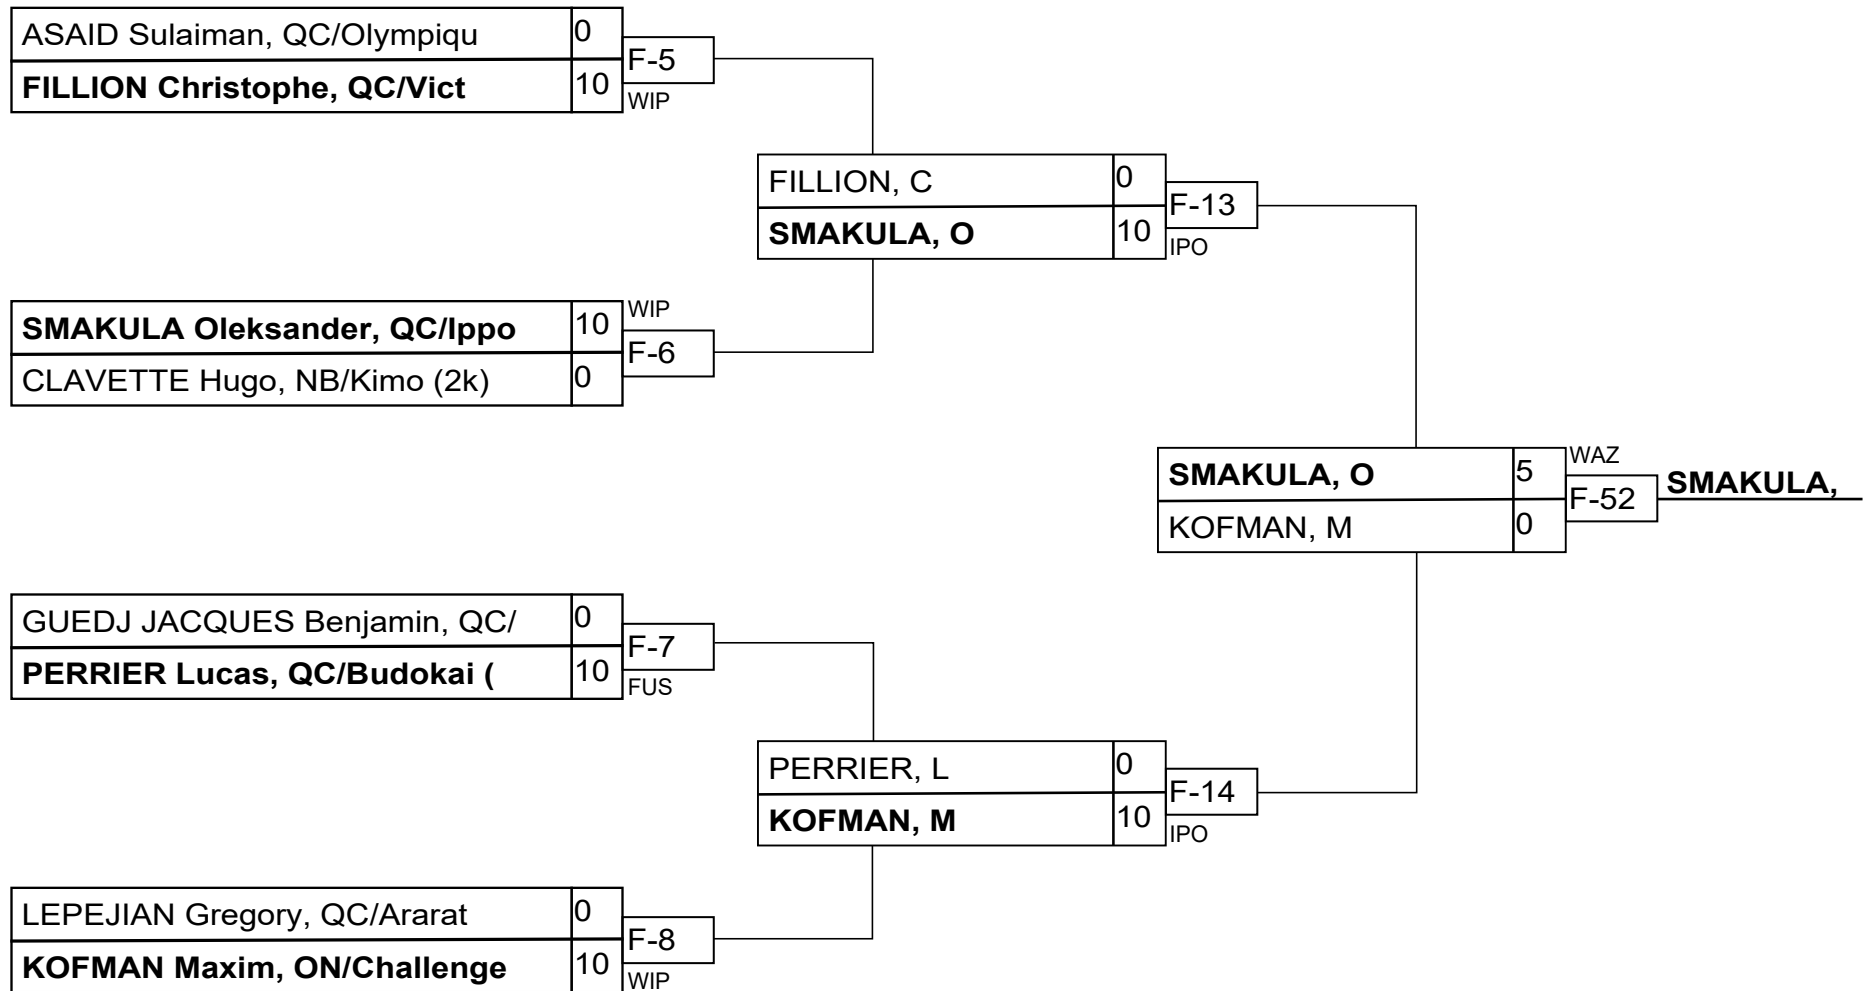 ASAID Sulaiman, QC/Olympiqu 0
F-5
FILLION Christophe, QC/Vict 10
WIP
FILLION, C 0
F-13
SMAKULA, O 10
IPO
WIP
SMAKULA Oleksander, QC/Ippo 10
F-6
CLAVETTE Hugo, NB/Kimo (2k) 0
WAZ
SMAKULA, O 5
F-52
SMAKULA,
KOFMAN, M 0
GUEDJ JACQUES Benjamin, QC/ 0
F-7
PERRIER Lucas, QC/Budokai ( 10
FUS
PERRIER, L 0
F-14
KOFMAN, M 10
IPO
LEPEJIAN Gregory, QC/Ararat 0
F-8
KOFMAN Maxim, ON/Challenge 10
WIP